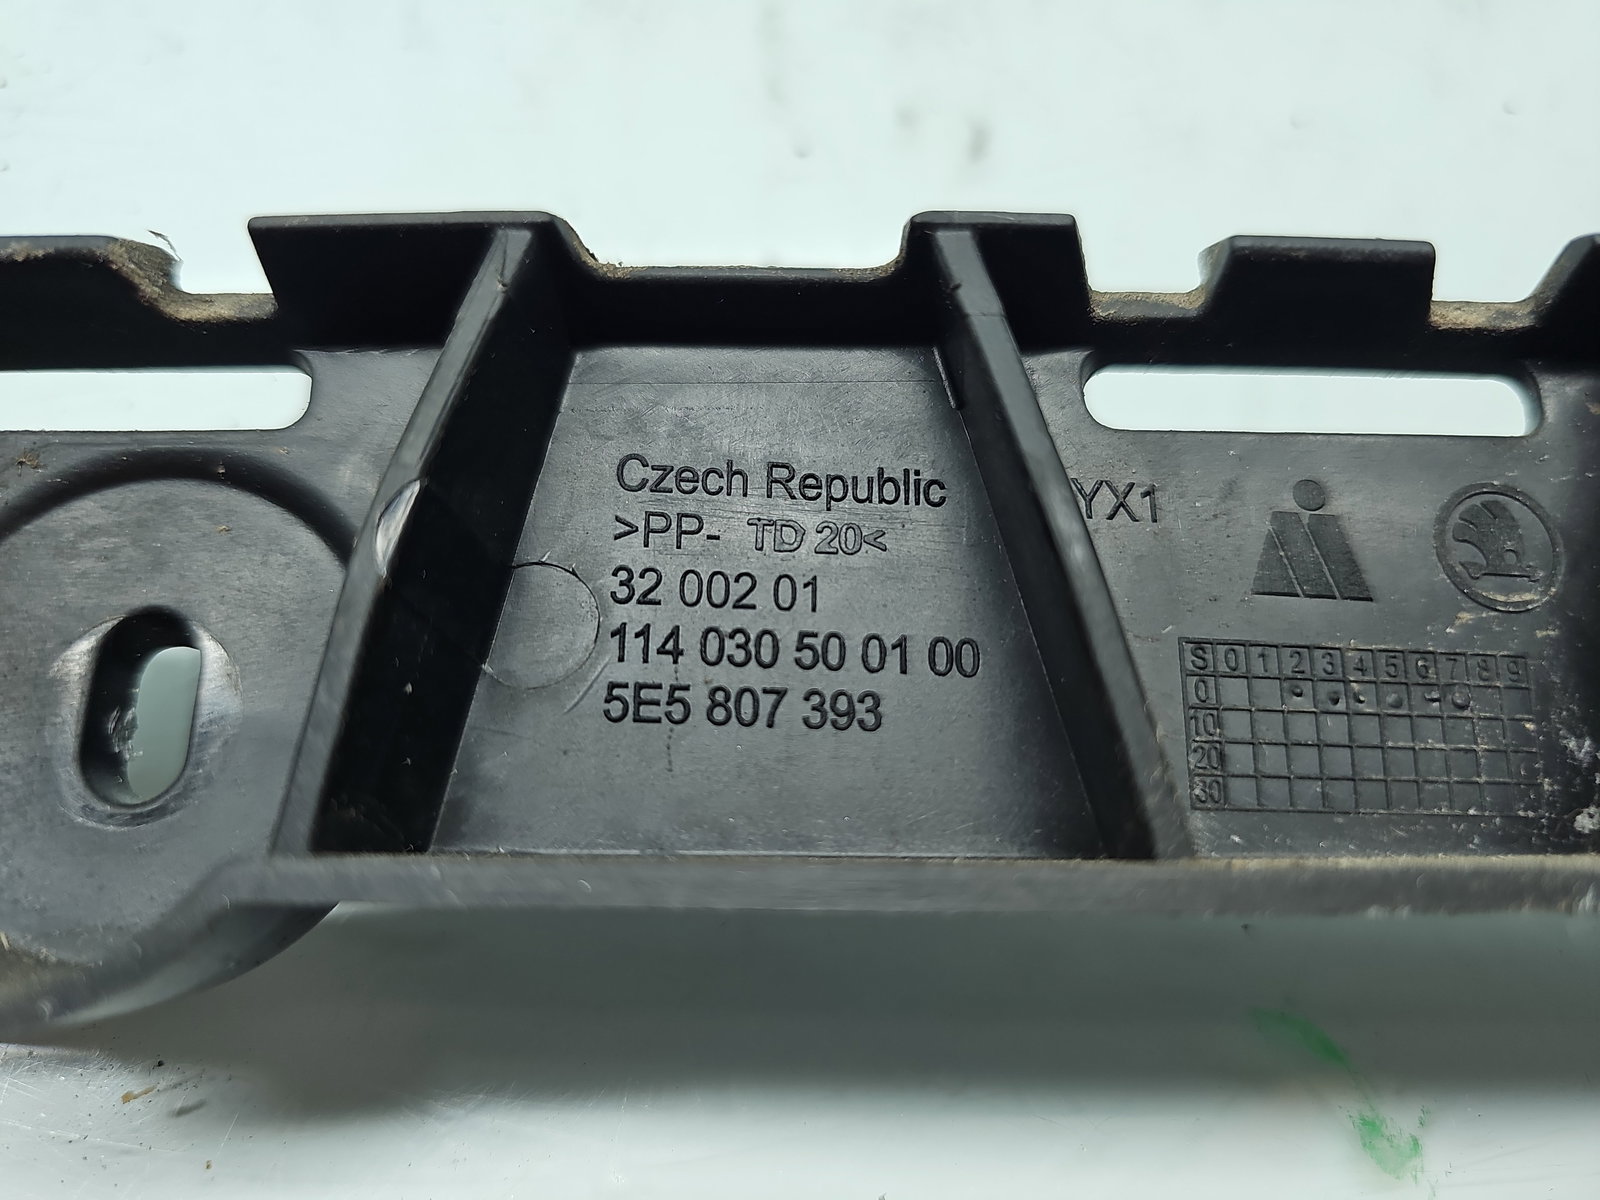 Czech Republic
>PP- TD 20<
32 002 01
114 030 500 01 00
5E5 807 393
YX1
S 0 1 2 3 4 5 6 7 8 9
0
10
20
30